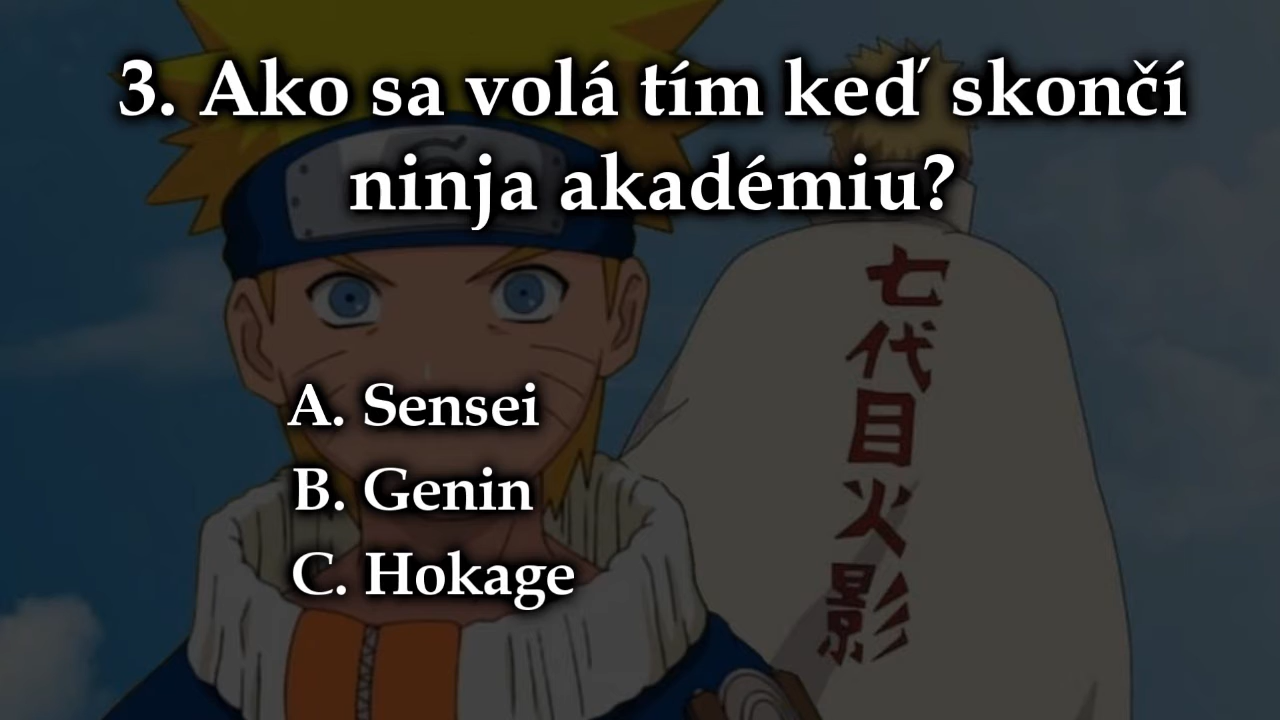 3. Ako sa volá tím keď skončí
ninja akadémiu?
A. Sensei
B. Genin
C. Hokage
七代目火影